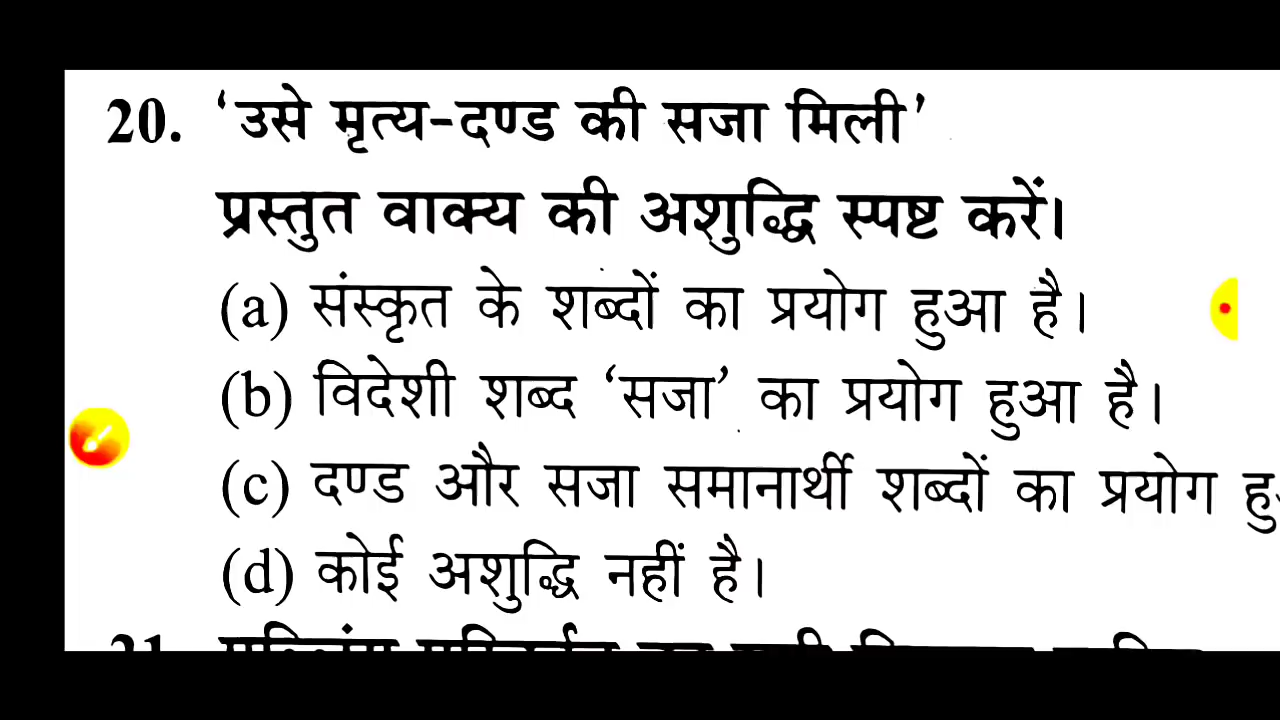 20. ‘उसे मृत्य-दण्ड की सजा मिली’
प्रस्तुत वाक्य की अशुद्धि स्पष्ट करें।
(a) संस्कृत के शब्दों का प्रयोग हुआ है।
(b) विदेशी शब्द ‘सजा’ का प्रयोग हुआ है।
(c) दण्ड और सजा समानार्थी शब्दों का प्रयोग
(d) कोई अशुद्धि नहीं है।